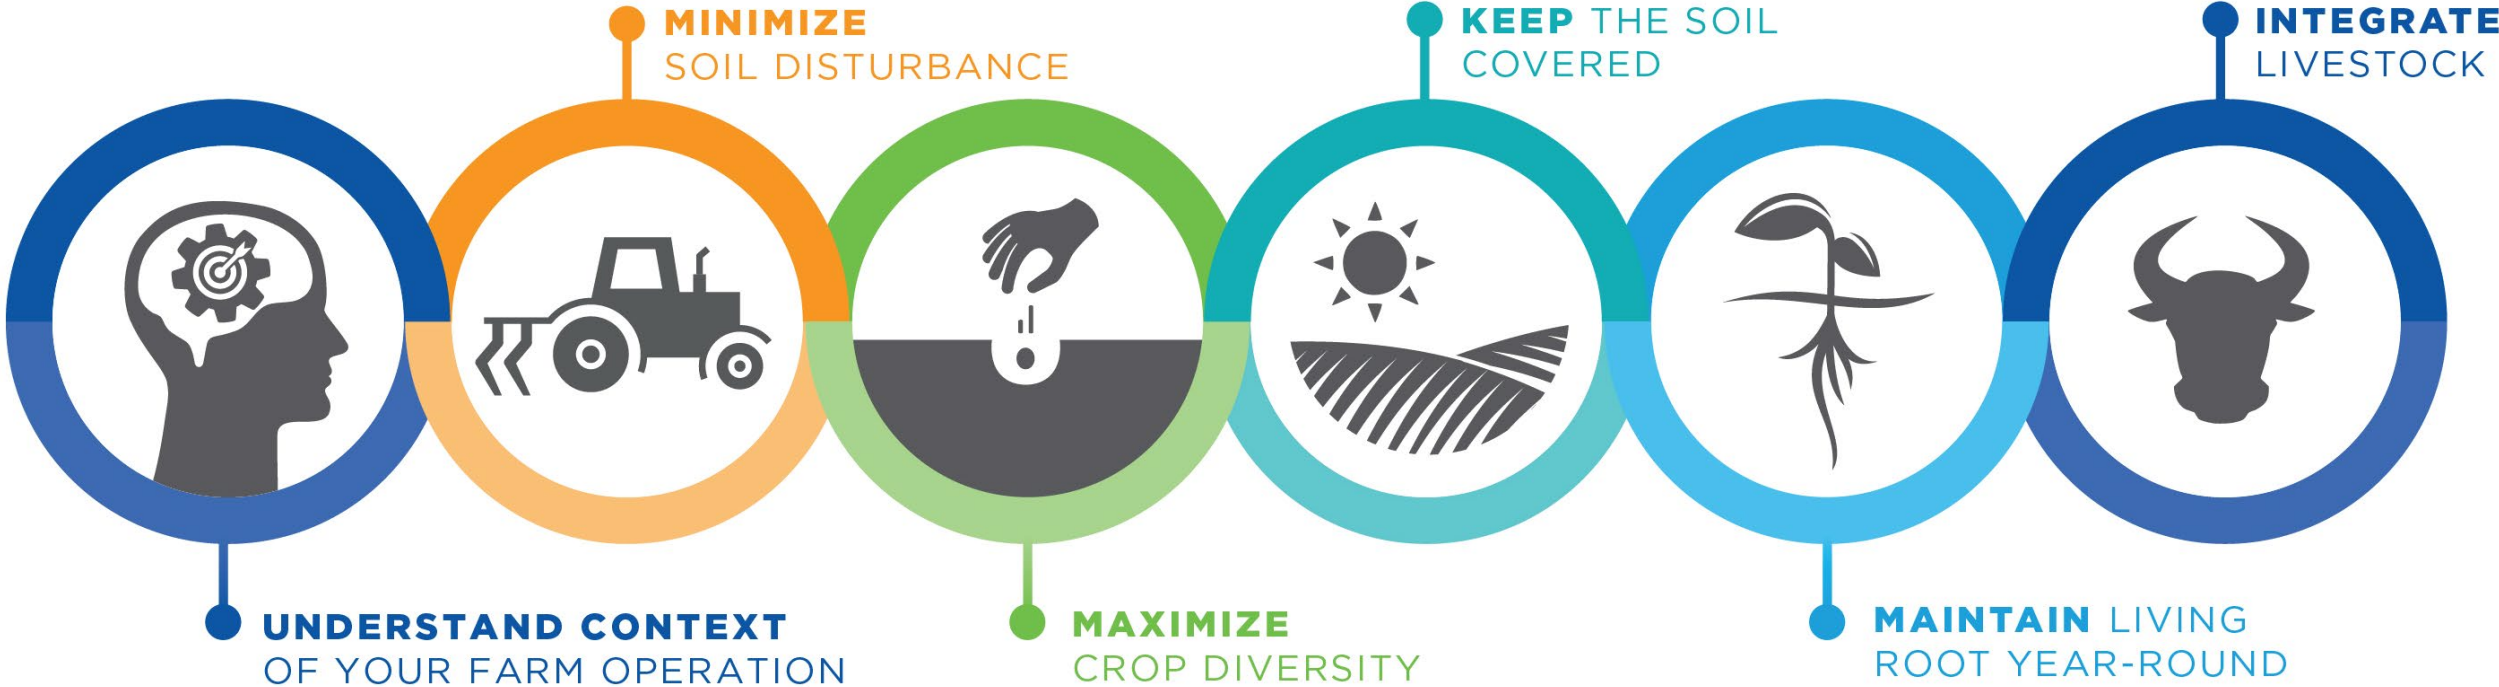 MINIMIZE
SOIL DISTURBANCE
KEEP THE SOIL
COVERED
INTEGRATE
LIVESTOCK
UNDERSTAND CONTEXT
OF YOUR FARM OPERATION
MAXIMIZE
CROP DIVERSITY
MAINTAIN LIVING
ROOT YEAR-ROUND